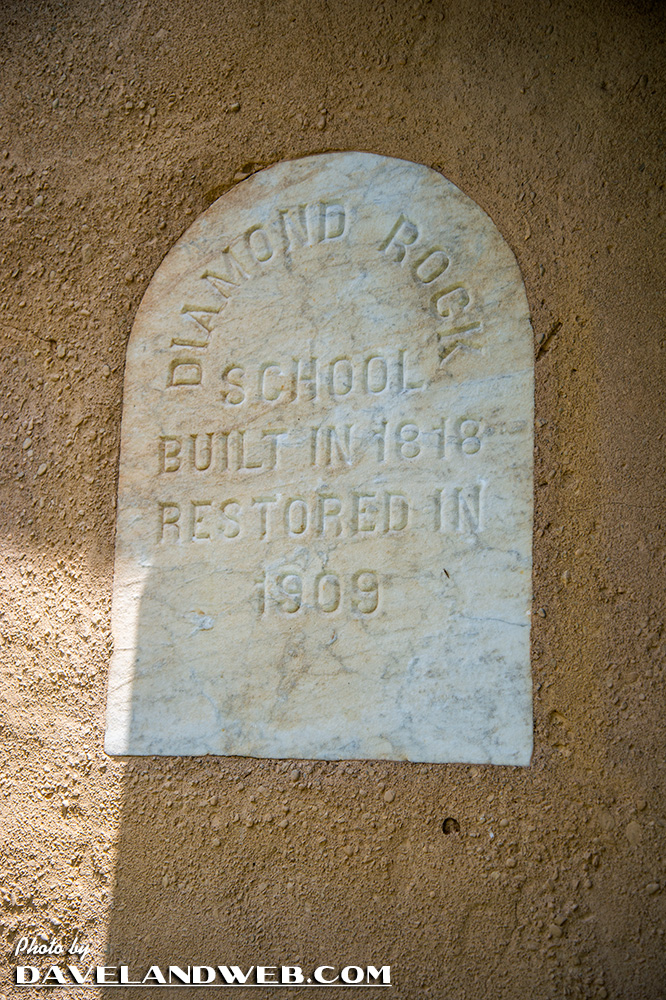 DIAMOND ROCK
SCHOOL
BUILT IN 1818
RESTORED IN
1909
Photo by
DAVELANDWEB.COM